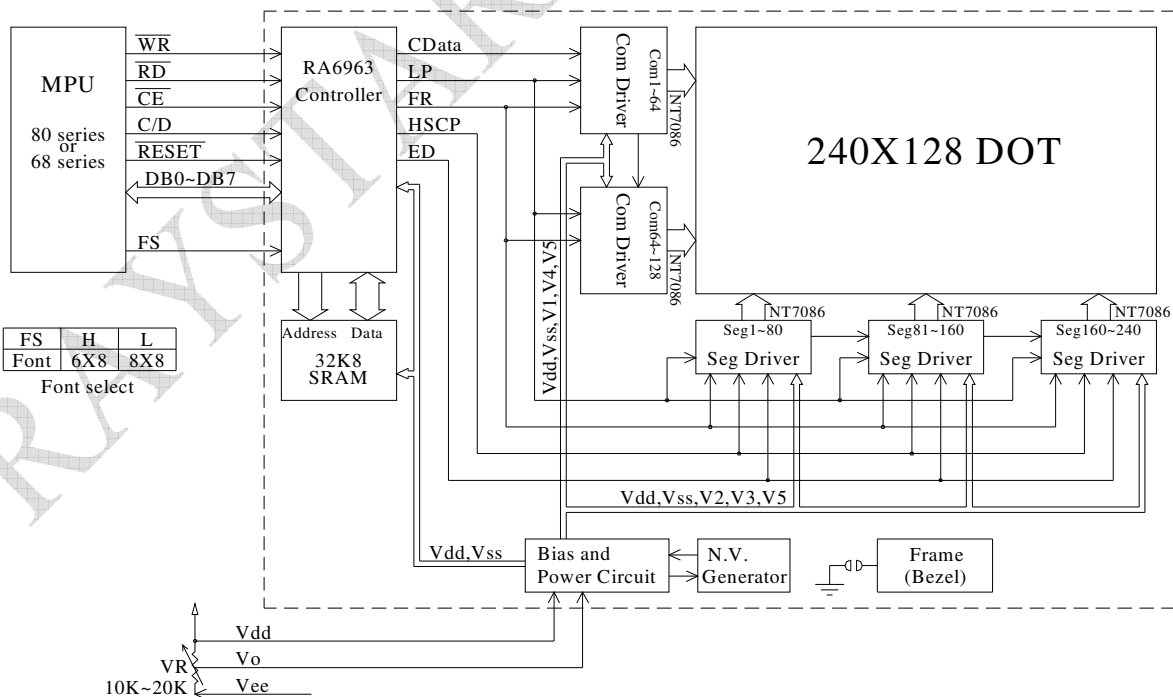 MPU
80 series
or
68 series
WR
RD
CE
C/D
RESET
DB0~DB7
FS
RA6963
Controller
CData
LP
FR
HSCP
ED
Com Driver
Com1~64
NT7086
Com Driver
Com64~128
NT7086
240X128 DOT
Address Data
32K8
SRAM
FS H L
Font 6X8 8X8
Font select
Vdd,Vss,V1,V4,V5
NT7086
Seg1~80
Seg Driver
NT7086
Seg81~160
Seg Driver
NT7086
Seg160~240
Seg Driver
Vdd,Vss,V2,V3,V5
Vdd,Vss
Bias and
Power Circuit
N.V.
Generator
Frame
(Bezel)
Vdd
VR
Vo
10K~20K
Vee
RAYSTAR